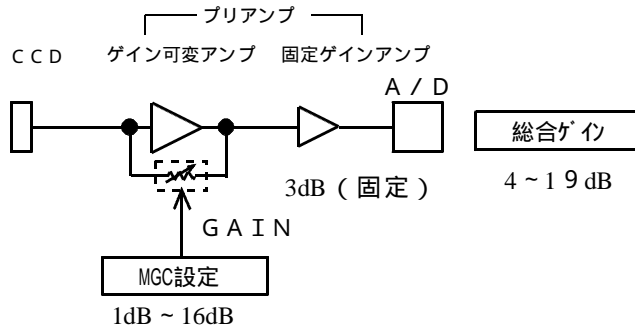 プリアンプ
ＣＣＤ
ゲイン可変アンプ
固定ゲインアンプ
Ａ／Ｄ
総合ｹﾞｲﾝ
3dB（固定）
4～１９dB
ＧＡＩＮ
MGC設定
1dB～16dB